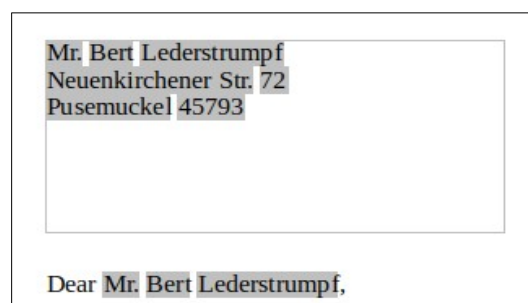 Mr. Bert Lederstrumpf
Neuenkirchener Str. 72
Pusemuckel 45793
Dear Mr. Bert Lederstrumpf,